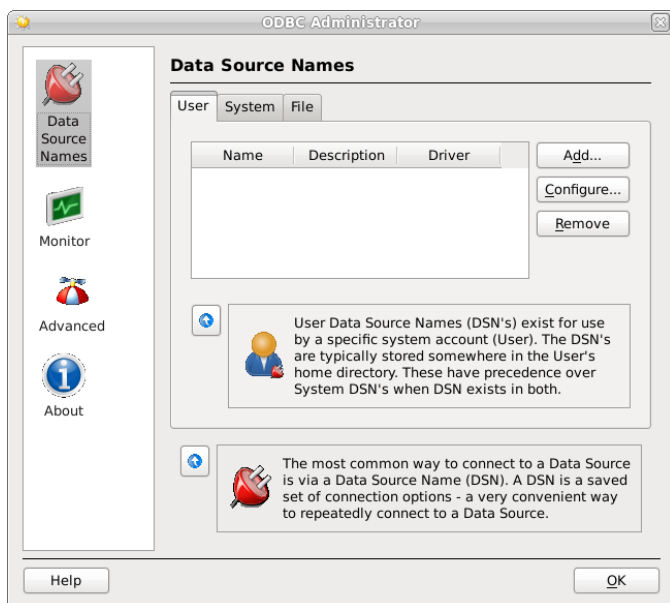 ODBC Administrator
Data
Source
Names
Monitor
Advanced
About
Data Source Names
User System File
Name Description Driver
Add...
Configure...
Remove
User Data Source Names (DSN's) exist for use
by a specific system account (User). The DSN's
are typically stored somewhere in the User's
home directory. These have precedence over
System DSN's when DSN exists in both.
The most common way to connect to a Data Source
is via a Data Source Name (DSN). A DSN is a saved
set of connection options - a very convenient way
to repeatedly connect to a Data Source.
Help
OK